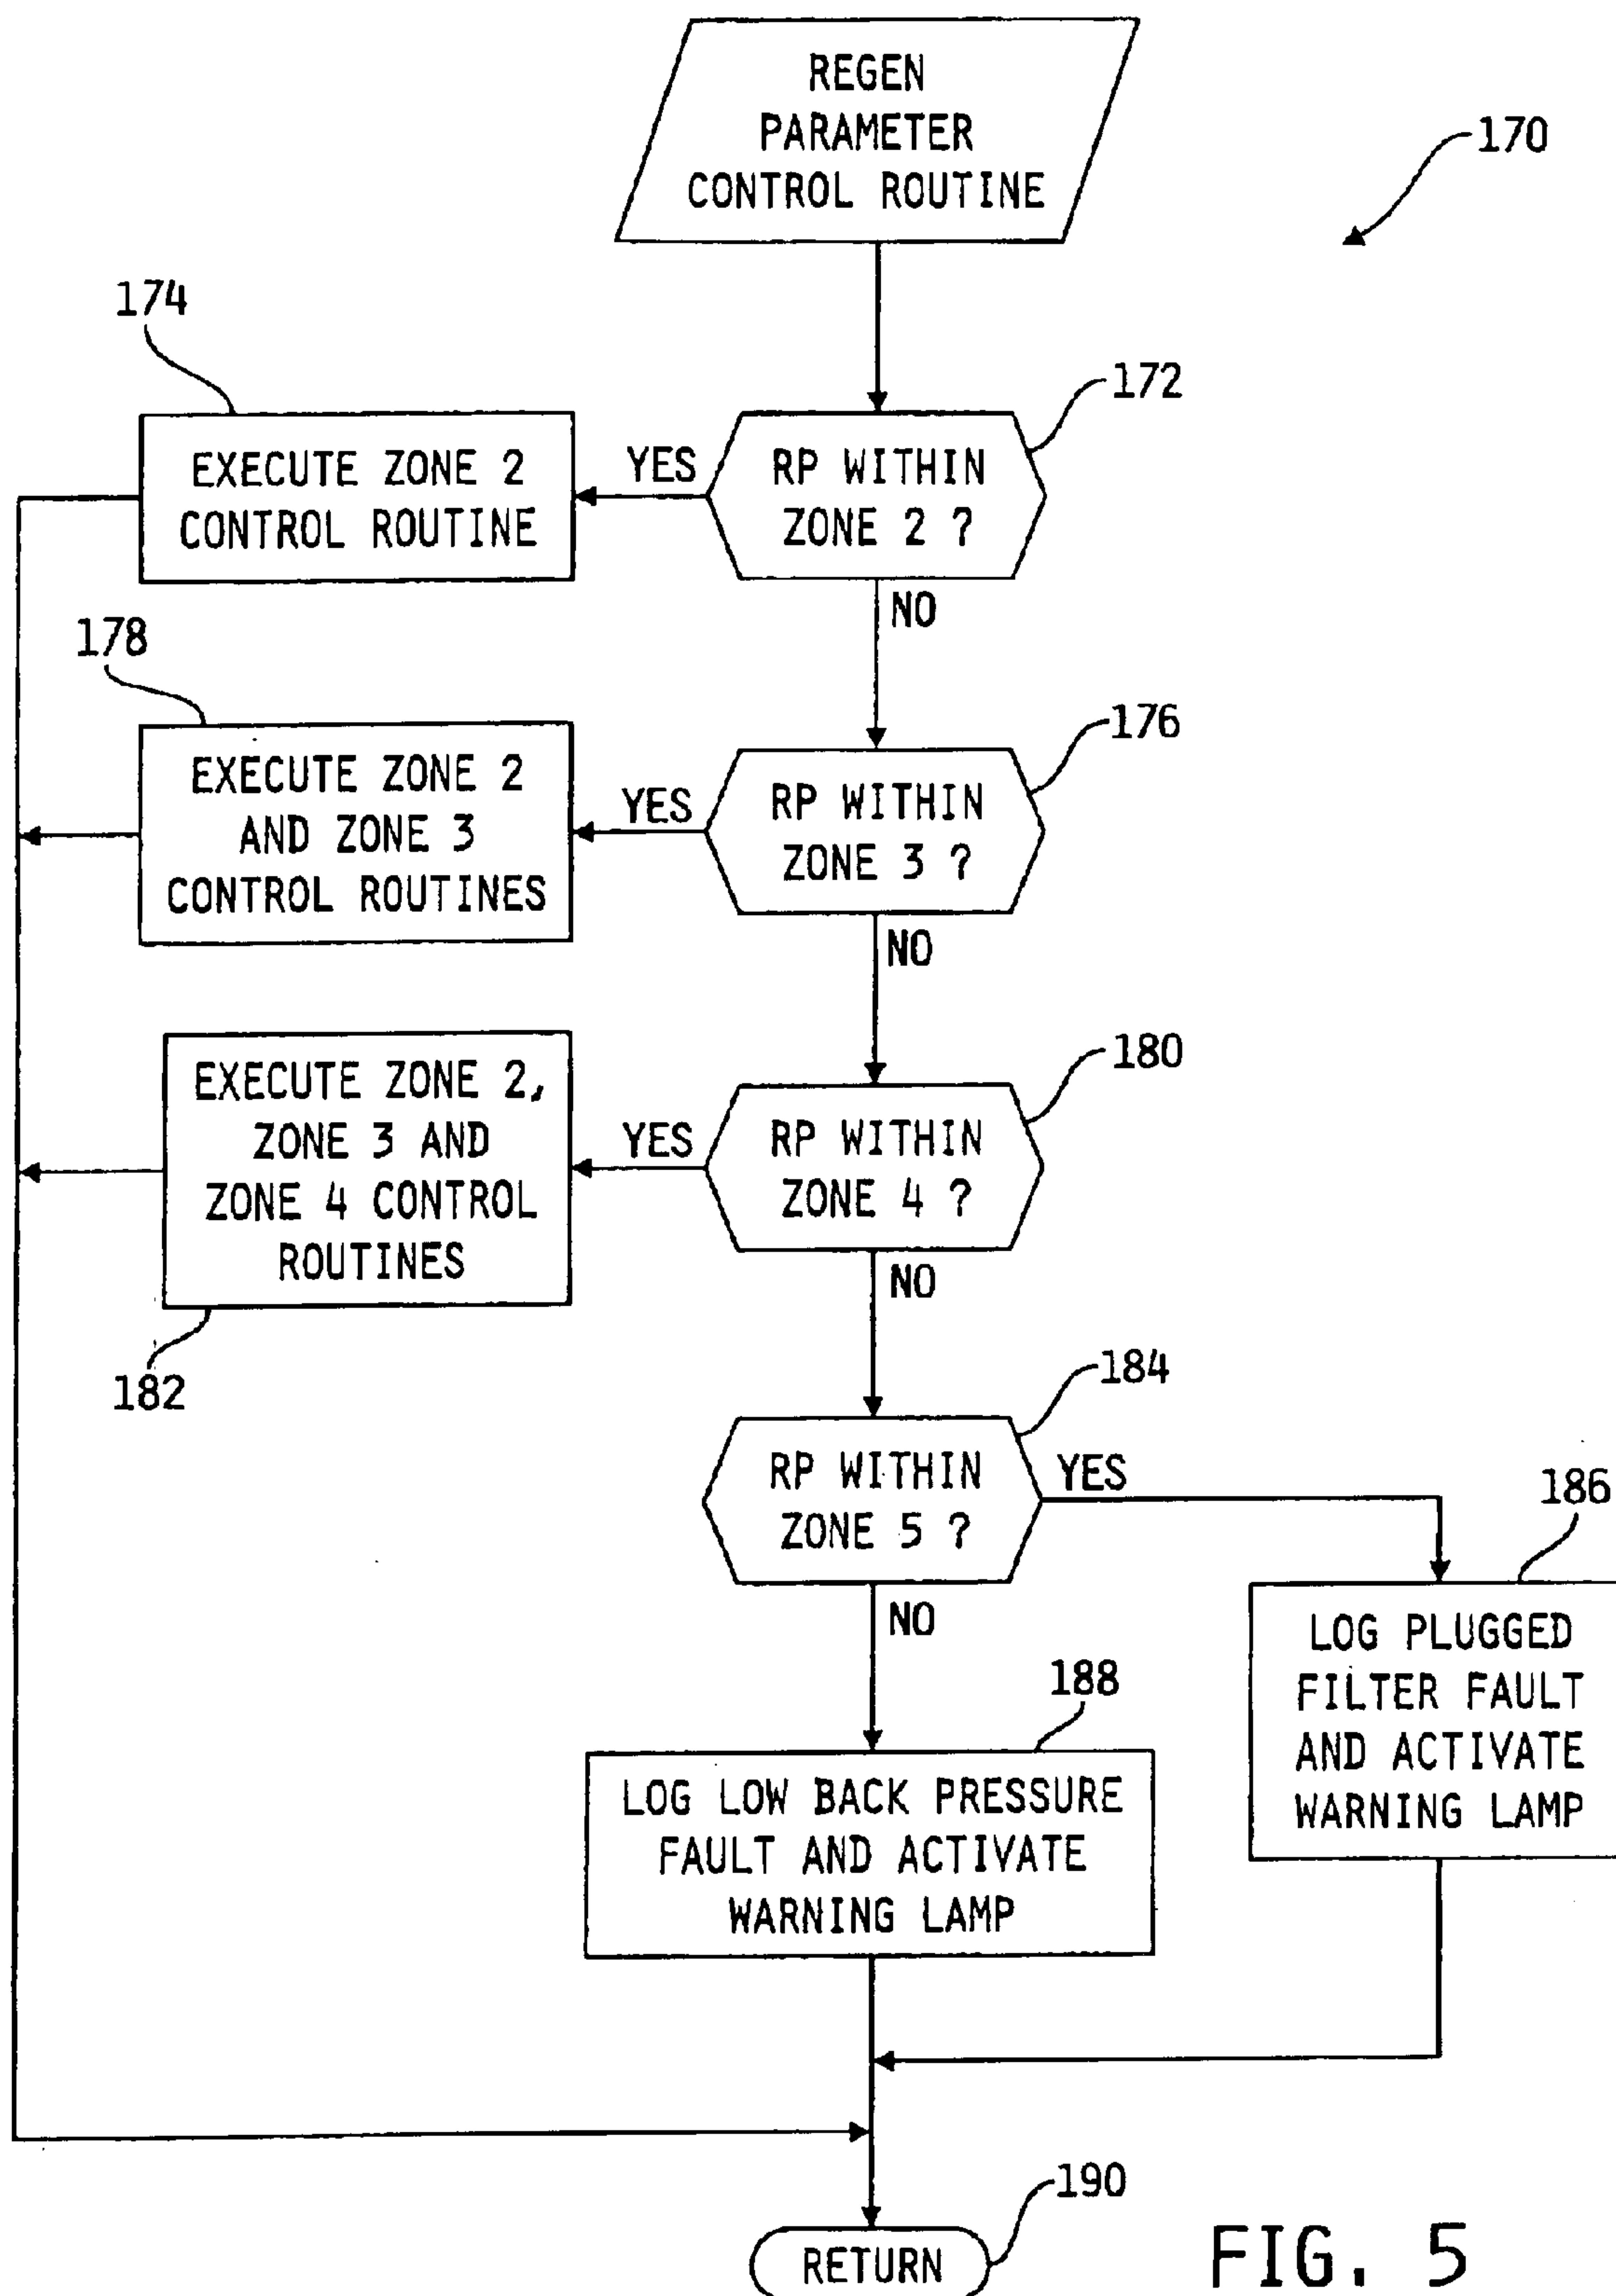 REGEN
PARAMETER
CONTROL ROUTINE
170
174
172
EXECUTE ZONE 2
CONTROL ROUTINE
YES
RP WITHIN
ZONE 2 ?
NO
178
176
EXECUTE ZONE 2
AND ZONE 3
CONTROL ROUTINES
YES
RP WITHIN
ZONE 3 ?
NO
180
EXECUTE ZONE 2,
ZONE 3 AND
ZONE 4 CONTROL
ROUTINES
YES
RP WITHIN
ZONE 4 ?
NO
182
184
RP WITHIN
ZONE 5 ?
YES
186
NO
LOG PLUGGED
FILTER FAULT
AND ACTIVATE
WARNING LAMP
188
LOG LOW BACK PRESSURE
FAULT AND ACTIVATE
WARNING LAMP
190
RETURN
FIG. 5